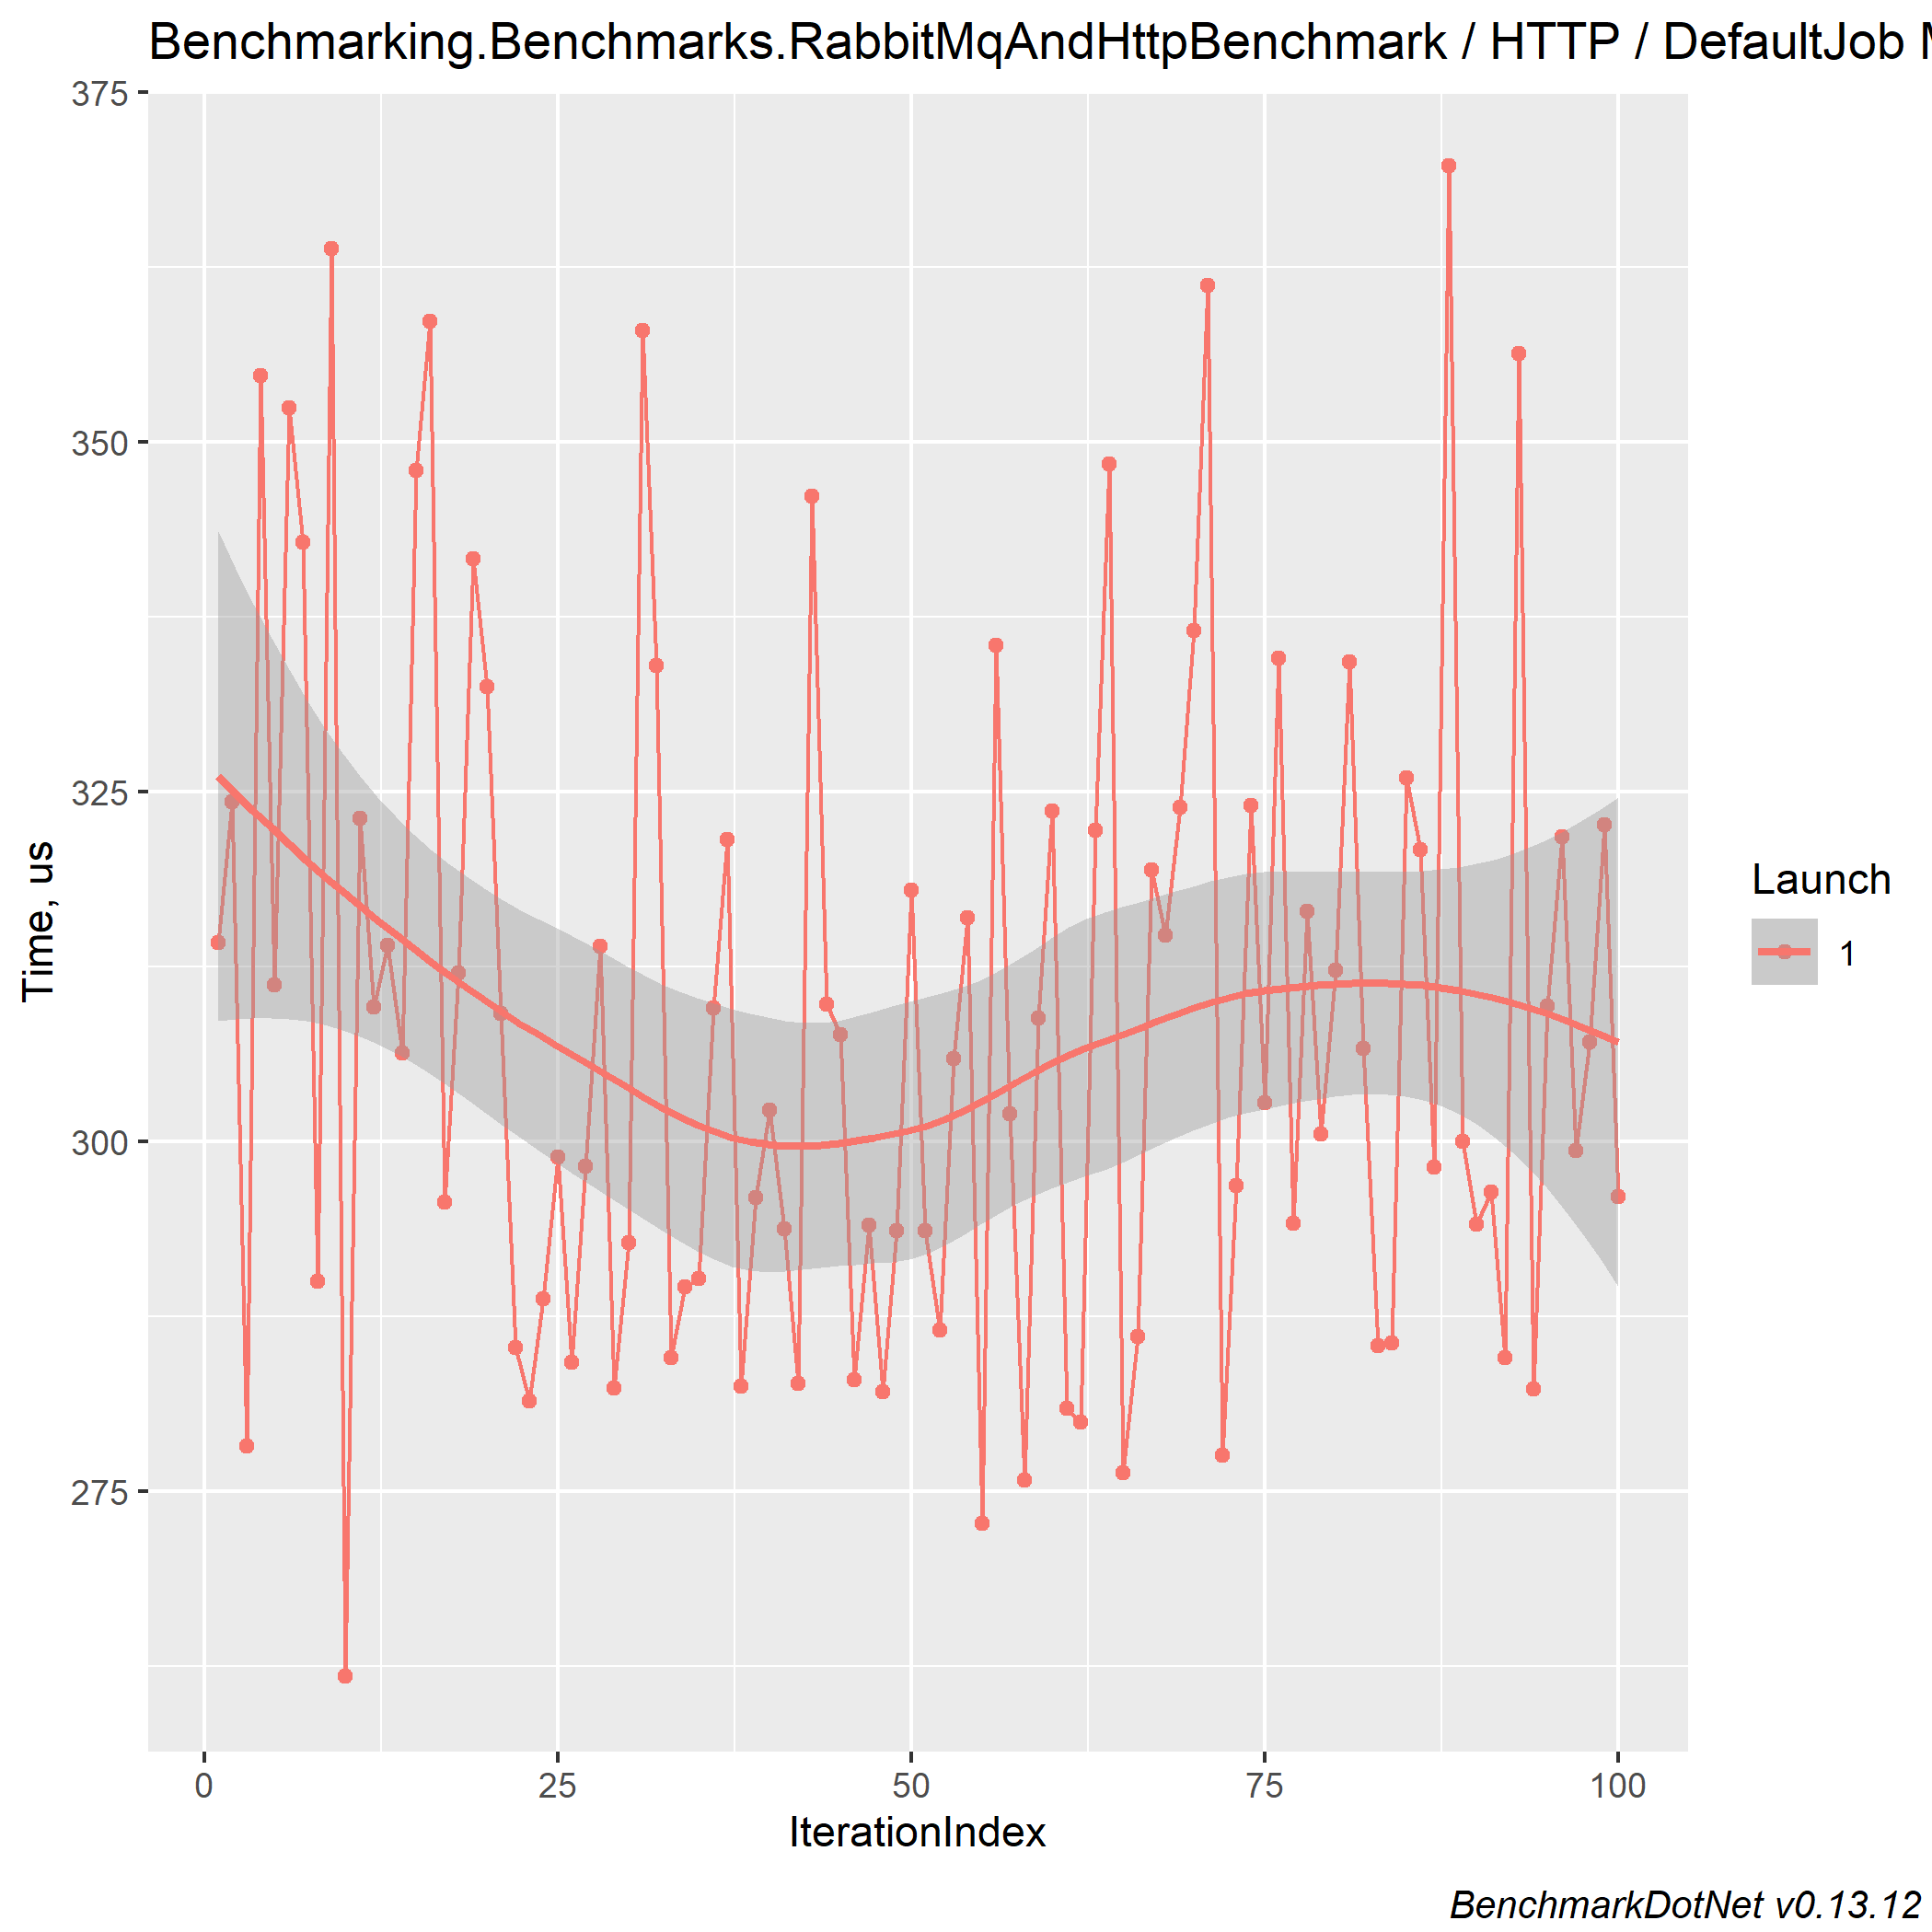 Benchmarking.Benchmarks.RabbitMqAndHttpBenchmark / HTTP / DefaultJob
375
350
325
300
275
Time, us
0 25 50 75 100
IterationIndex
Launch
1
BenchmarkDotNet v0.13.12